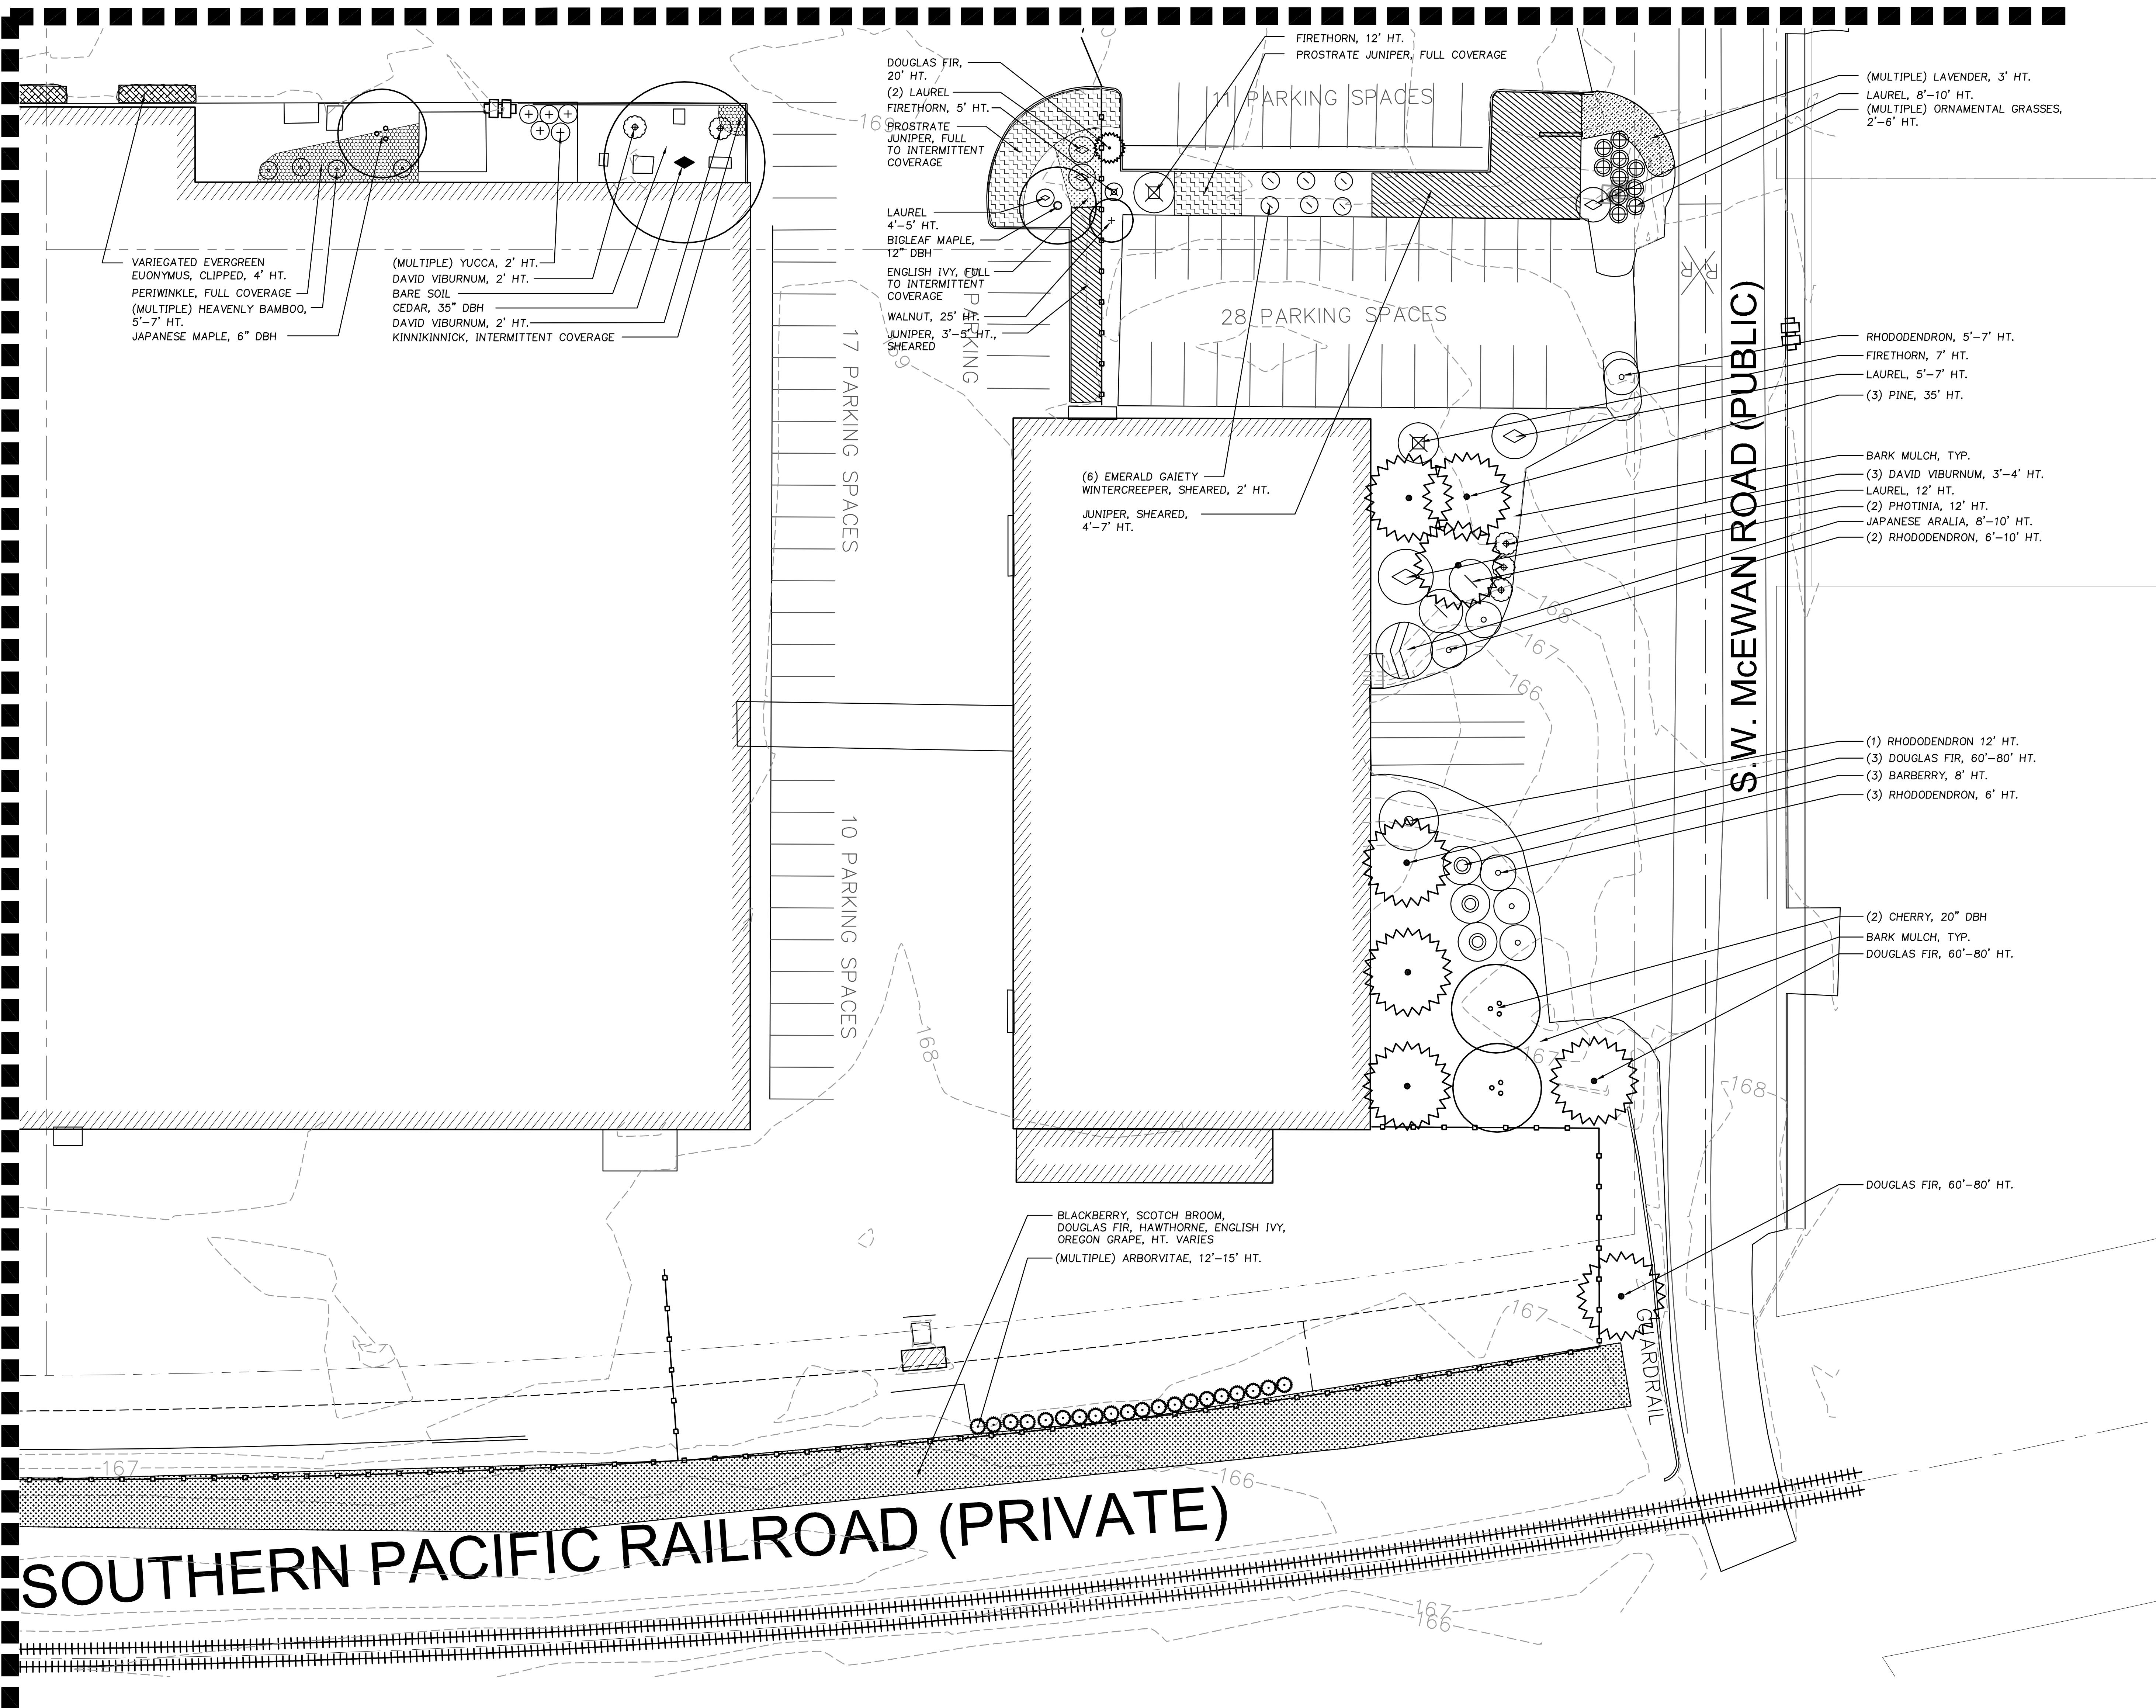 FIRETHORN, 12' HT.
PROSTRATE JUNIPER, FULL COVERAGE
DOUGLAS FIR,
20' HT.
(2) LAUREL
FIRETHORN, 5' HT.
PROSTRATE
JUNIPER, FULL
TO INTERMITTENT
COVERAGE
LAUREL
4'-5' HT.
BIGLEAF MAPLE,
12" DBH
ENGLISH IVY, FULL
TO INTERMITTENT
COVERAGE
WALNUT, 25' HT.
JUNIPER, 3'-5' HT.,
SHEARED
11 PARKING SPACES
28 PARKING SPACES
PARKING
17 PARKING SPACES
10 PARKING SPACES
VARIEGATED EVERGREEN
EUONYMUS, CLIPPED, 4' HT.
PERIWINKLE, FULL COVERAGE
(MULTIPLE) HEAVENLY BAMBOO,
5'-7' HT.
JAPANESE MAPLE, 6" DBH
(MULTIPLE) YUCCA, 2' HT.
DAVID VIBURNUM, 2' HT.
BARE SOIL
CEDAR, 35" DBH
DAVID VIBURNUM, 2' HT.
KINNIKINNICK, INTERMITTENT COVERAGE
(6) EMERALD GAIETY
WINTERCREEPER, SHEARED, 2' HT.
JUNIPER, SHEARED,
4'-7' HT.
(MULTIPLE) LAVENDER, 3' HT.
LAUREL, 8'-10' HT.
(MULTIPLE) ORNAMENTAL GRASSES,
2'-6' HT.
R R
S.W. McEWAN ROAD (PUBLIC)
RHODODENDRON, 5'-7' HT.
FIRETHORN, 7' HT.
LAUREL, 5'-7' HT.
(3) PINE, 35' HT.
BARK MULCH, TYP.
(3) DAVID VIBURNUM, 3'-4' HT.
LAUREL, 12' HT.
(2) PHOTINIA, 12' HT.
JAPANESE ARALIA, 8'-10' HT.
(2) RHODODENDRON, 6'-10' HT.
(1) RHODODENDRON 12' HT.
(3) DOUGLAS FIR, 60'-80' HT.
(3) BARBERRY, 8' HT.
(3) RHODODENDRON, 6' HT.
(2) CHERRY, 20" DBH
BARK MULCH, TYP.
DOUGLAS FIR, 60'-80' HT.
DOUGLAS FIR, 60'-80' HT.
168
167
166
167
168
168
BLACKBERRY, SCOTCH BROOM,
DOUGLAS FIR, HAWTHORNE, ENGLISH IVY,
OREGON GRAPE, HT. VARIES
(MULTIPLE) ARBORVITAE, 12'-15' HT.
GUARDRAIL
167
167
166
SOUTHERN PACIFIC RAILROAD (PRIVATE)
167
166